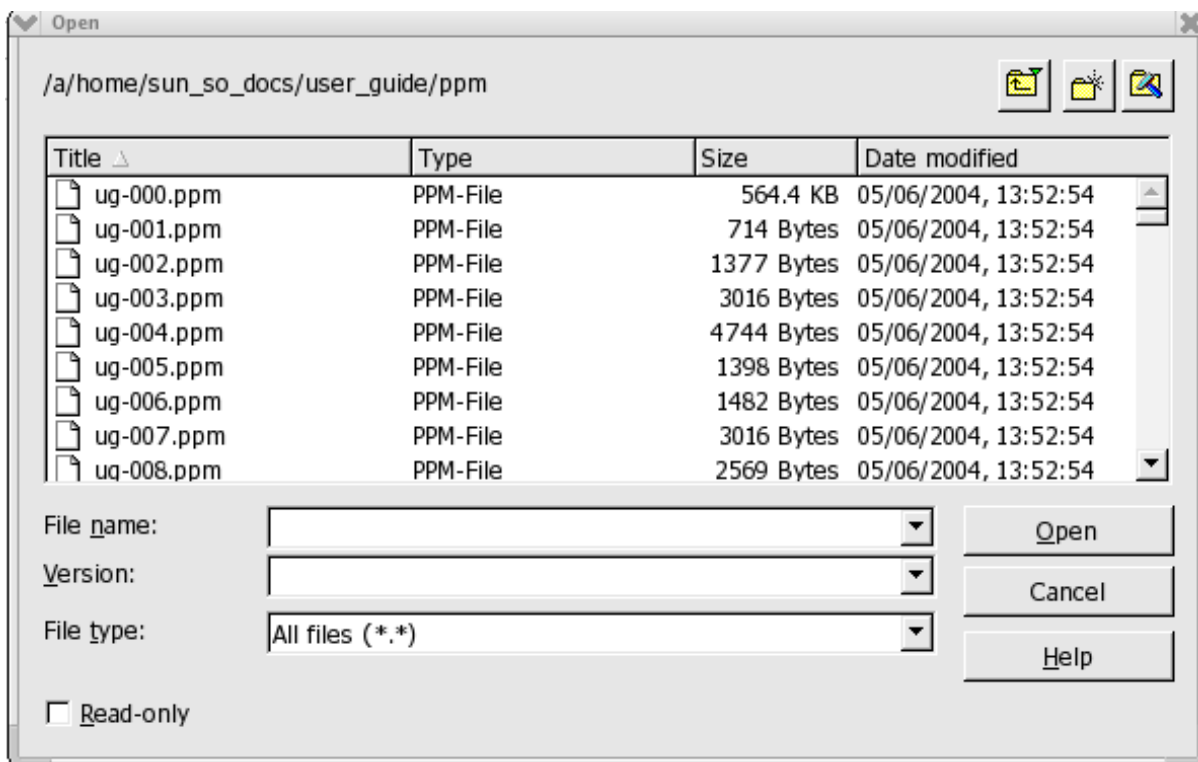 Open
/a/home/sun_so_docs/user_guide/ppm
Title Type Size Date modified
ug-000.ppm PPM-File 564.4 KB 05/06/2004, 13:52:54
ug-001.ppm PPM-File 714 Bytes 05/06/2004, 13:52:54
ug-002.ppm PPM-File 1377 Bytes 05/06/2004, 13:52:54
ug-003.ppm PPM-File 3016 Bytes 05/06/2004, 13:52:54
ug-004.ppm PPM-File 4744 Bytes 05/06/2004, 13:52:54
ug-005.ppm PPM-File 1398 Bytes 05/06/2004, 13:52:54
ug-006.ppm PPM-File 1482 Bytes 05/06/2004, 13:52:54
ug-007.ppm PPM-File 3016 Bytes 05/06/2004, 13:52:54
ug-008.ppm PPM-File 2569 Bytes 05/06/2004, 13:52:54
File name: Open
Version: Cancel
File type: All files (*.*) Help
Read-only